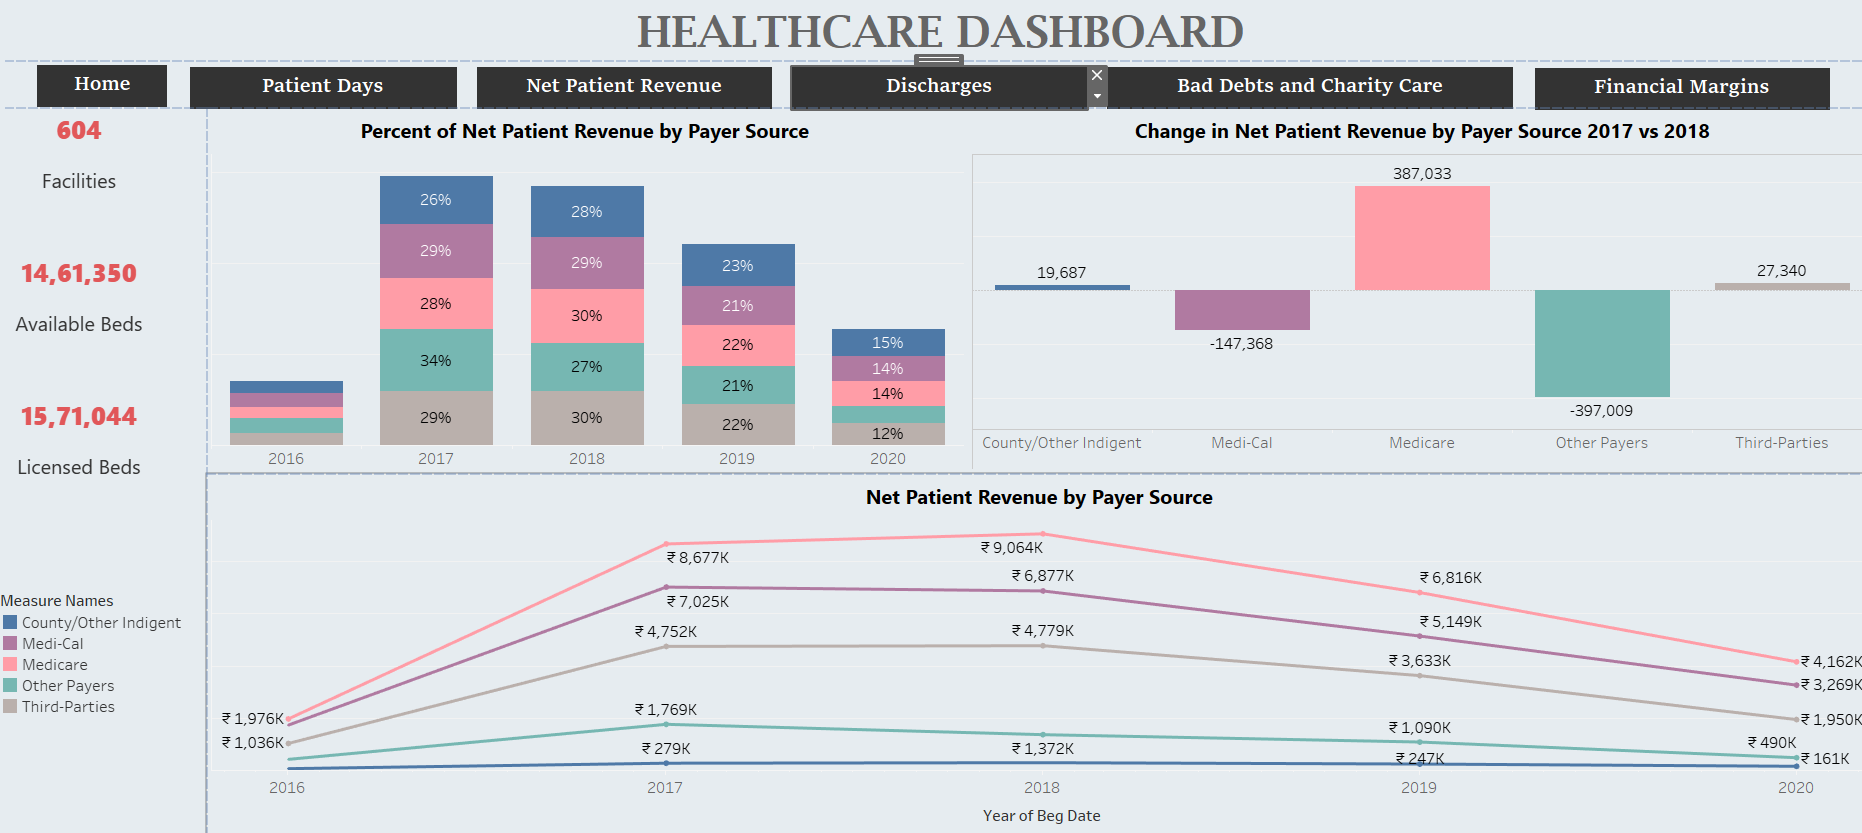 HEALTHCARE DASHBOARD
Home
Patient Days
Net Patient Revenue
Discharges
Bad Debts and Charity Care
Financial Margins
604
Facilities
14,61,350
Available Beds
15,71,044
Licensed Beds
Measure Names
County/Other Indigent
Medi-Cal
Medicare
Other Payers
Third-Parties
Percent of Net Patient Revenue by Payer Source
26%
29%
28%
34%
29%
28%
29%
30%
27%
30%
23%
21%
22%
21%
22%
15%
14%
14%
12%
2016
2017
2018
2019
2020
Change in Net Patient Revenue by Payer Source 2017 vs 2018
19,687
-147,368
387,033
-397,009
27,340
County/Other Indigent
Medi-Cal
Medicare
Other Payers
Third-Parties
Net Patient Revenue by Payer Source
₹ 1,976K
₹ 1,036K
₹ 8,677K
₹ 7,025K
₹ 4,752K
₹ 1,769K
₹ 279K
₹ 9,064K
₹ 6,877K
₹ 4,779K
₹ 1,372K
₹ 6,816K
₹ 5,149K
₹ 3,633K
₹ 1,090K
₹ 247K
₹ 4,162K
₹ 3,269K
₹ 1,950K
₹ 490K
₹ 161K
2016
2017
2018
2019
2020
Year of Beg Date